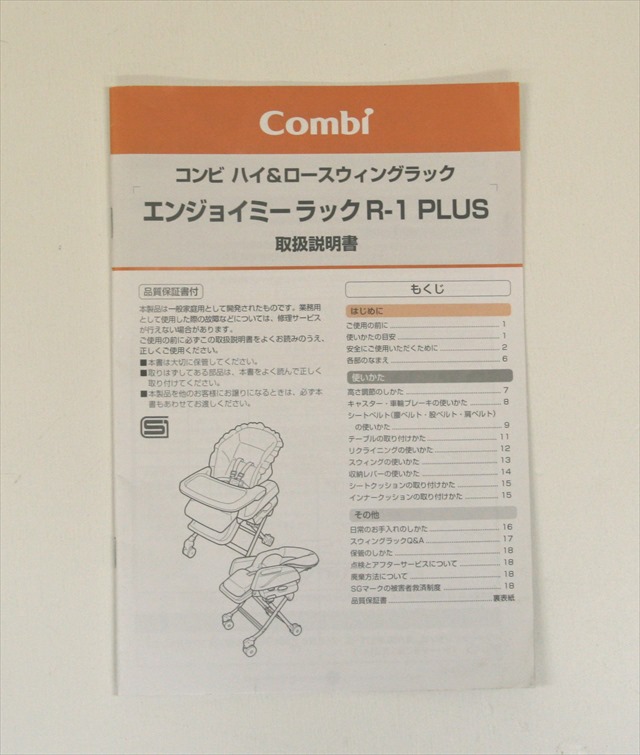 Combi
コンビ ハイ&ロースウィングラック
エンジョイミーラックR-1 PLUS
取扱説明書
品質保証書付
本製品は一般家庭用として開発されたものです。業務用
として使用した際の故障などについては、修理サービス
が行えない場合があります。
ご使用の前に必ずこの取扱説明書をよくお読みのうえ、
正しくご使用ください。
■本書は大切に保管してください。
■取りはずしてある部品は、本書をよく読んで正しく
取り付けてください。
■本製品を他のお客様にお譲りになるときは、必ず本
書もあわせてお渡しください。
もくじ
はじめに
ご使用の前に 1
使いかたの目安 1
安全にご使用いただくために 2
各部のなまえ 6
使いかた
高さ調節のしかた 7
キャスター・車輪ブレーキの使いかた 8
シートベルト(腰ベルト・股ベルト・肩ベルト)
の使いかた 9
テーブルの取り付けかた 11
リクライニングの使いかた 12
スウィングの使いかた 13
収納レバーの使いかた 14
シートクッションの取り付けかた 15
インナークッションの取り付けかた 15
その他
日常のお手入れのしかた 16
スウィングラックQ&A 17
保管のしかた 18
点検とアフターサービスについて 18
廃棄方法について 18
SGマークの被害者救済制度 18
品質保証書 裏表紙